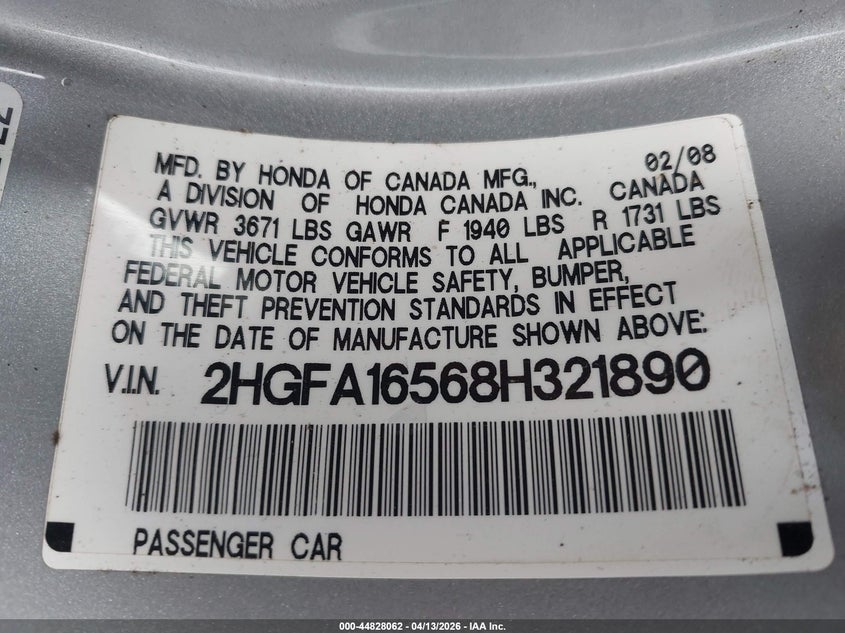 MFD. BY HONDA OF CANADA MFG., 02/08
A DIVISION OF HONDA CANADA INC. CANADA
GVWR 3671 LBS GAWR F 1940 LBS R 1731 LBS
THIS VEHICLE CONFORMS TO ALL APPLICABLE
FEDERAL MOTOR VEHICLE SAFETY, BUMPER,
AND THEFT PREVENTION STANDARDS IN EFFECT
ON THE DATE OF MANUFACTURE SHOWN ABOVE:
V.I.N. 2HGFA16568H321890
PASSENGER CAR
000-44828062 - 04/13/2026 - IAA Inc.